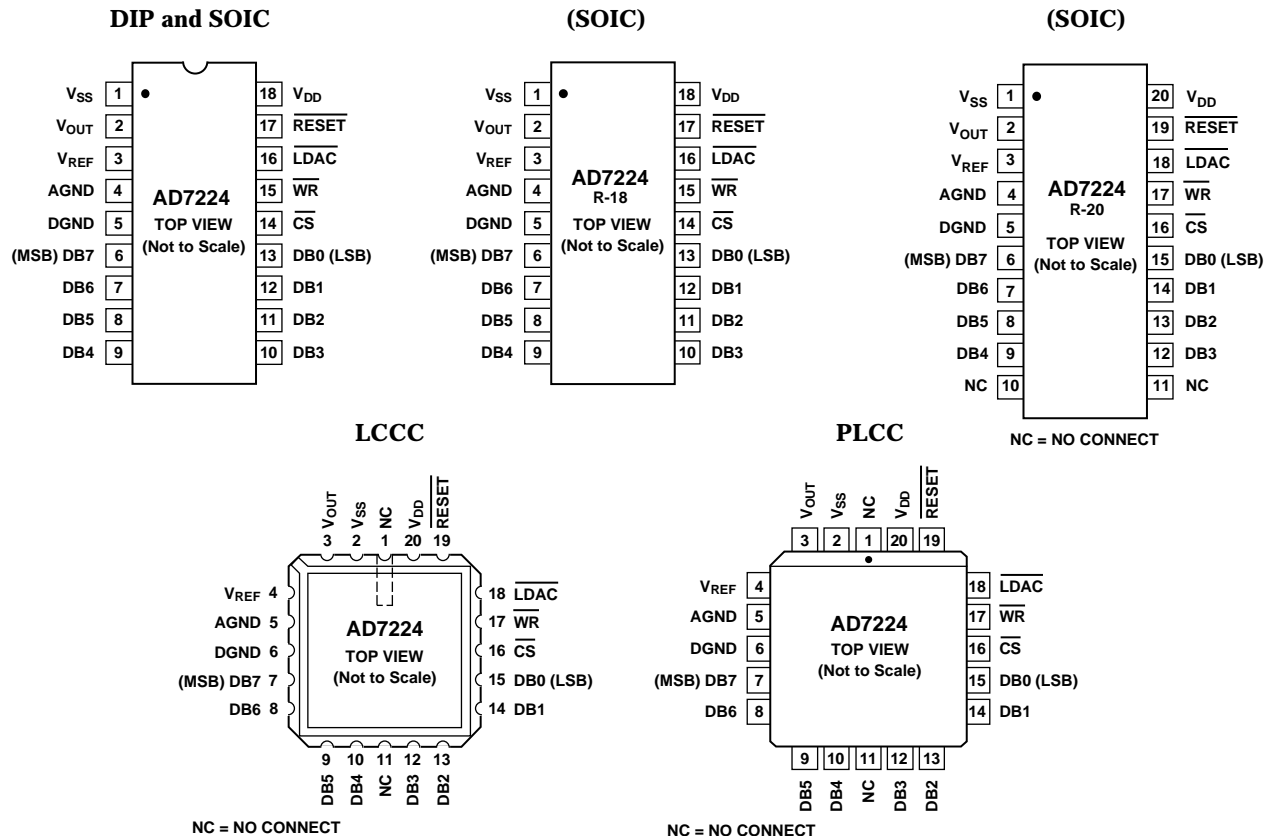 DIP and SOIC
VSS 1
VOUT 2
VREF 3
AGND 4
DGND 5
(MSB) DB7 6
DB6 7
DB5 8
DB4 9
AD7224
TOP VIEW
(Not to Scale)
18 VDD
17 RESET
16 LDAC
15 WR
14 CS
13 DB0 (LSB)
12 DB1
11 DB2
10 DB3
(SOIC)
VSS 1
VOUT 2
VREF 3
AGND 4
DGND 5
(MSB) DB7 6
DB6 7
DB5 8
DB4 9
AD7224
R-18
TOP VIEW
(Not to Scale)
18 VDD
17 RESET
16 LDAC
15 WR
14 CS
13 DB0 (LSB)
12 DB1
11 DB2
10 DB3
(SOIC)
VSS 1
VOUT 2
VREF 3
AGND 4
DGND 5
(MSB) DB7 6
DB6 7
DB5 8
DB4 9
NC 10
AD7224
R-20
TOP VIEW
(Not to Scale)
20 VDD
19 RESET
18 LDAC
17 WR
16 CS
15 DB0 (LSB)
14 DB1
13 DB2
12 DB3
11 NC
NC = NO CONNECT
LCCC
VOUT VSS NC VDD RESET
3 2 1 20 19
VREF 4
AGND 5
DGND 6
(MSB) DB7 7
DB6 8
AD7224
TOP VIEW
(Not to Scale)
18 LDAC
17 WR
16 CS
15 DB0 (LSB)
14 DB1
9 10 11 12 13
DB5 DB4 NC DB3 DB2
NC = NO CONNECT
PLCC
VOUT VSS NC VDD RESET
3 2 1 20 19
VREF 4
AGND 5
DGND 6
(MSB) DB7 7
DB6 8
AD7224
TOP VIEW
(Not to Scale)
18 LDAC
17 WR
16 CS
15 DB0 (LSB)
14 DB1
9 10 11 12 13
DB5 DB4 NC DB3 DB2
NC = NO CONNECT